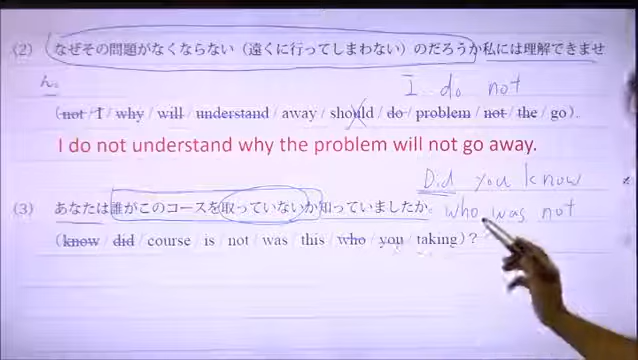 (2) なぜその問題がなくならない（遠くに行ってしまわない）のだろうか私には理解できませ
ん。
I do not
(not / I / why / will / understand / away / should / do / problem / not / the / go).
I do not understand why the problem will not go away.
Did you know
(3) あなたは誰がこのコースを取っていないか知っていましたか。 who was not
(know / did / course / is / not / was / this / who / you / taking)?